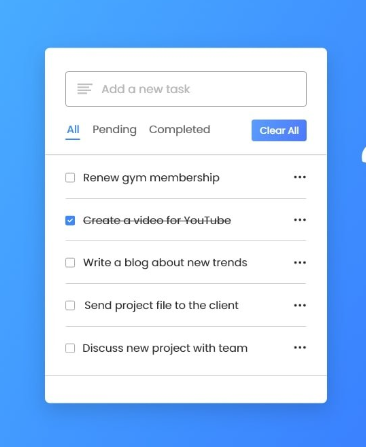 Add a new task
All Pending Completed Clear All
Renew gym membership
Create a video for YouTube
Write a blog about new trends
Send project file to the client
Discuss new project with team